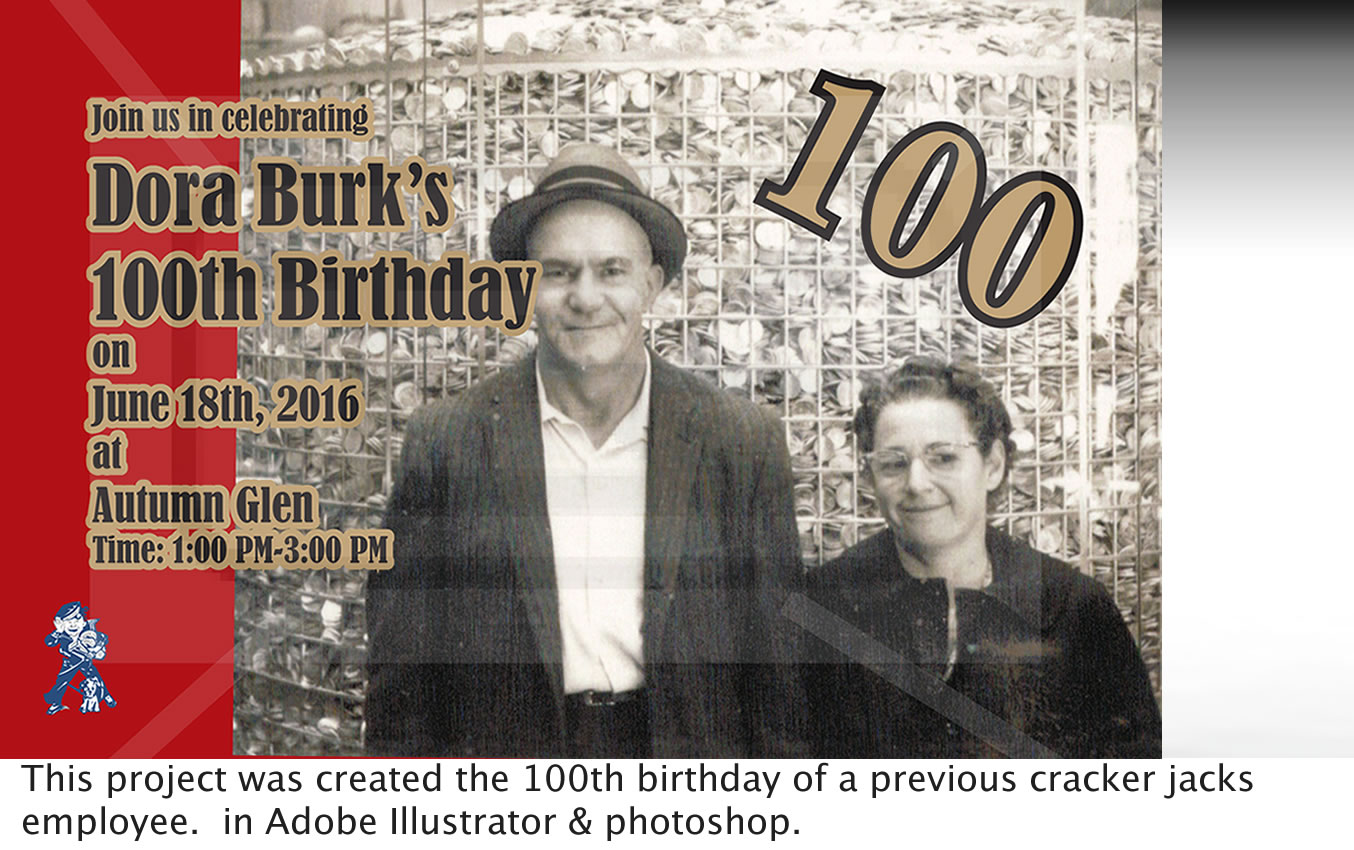 Join us in celebrating
Dora Burk's
100th Birthday
on
June 18th, 2016
at
Autumn Glen
Time: 1:00 PM-3:00 PM
100
This project was created the 100th birthday of a previous cracker jacks
employee.  in Adobe Illustrator & photoshop.